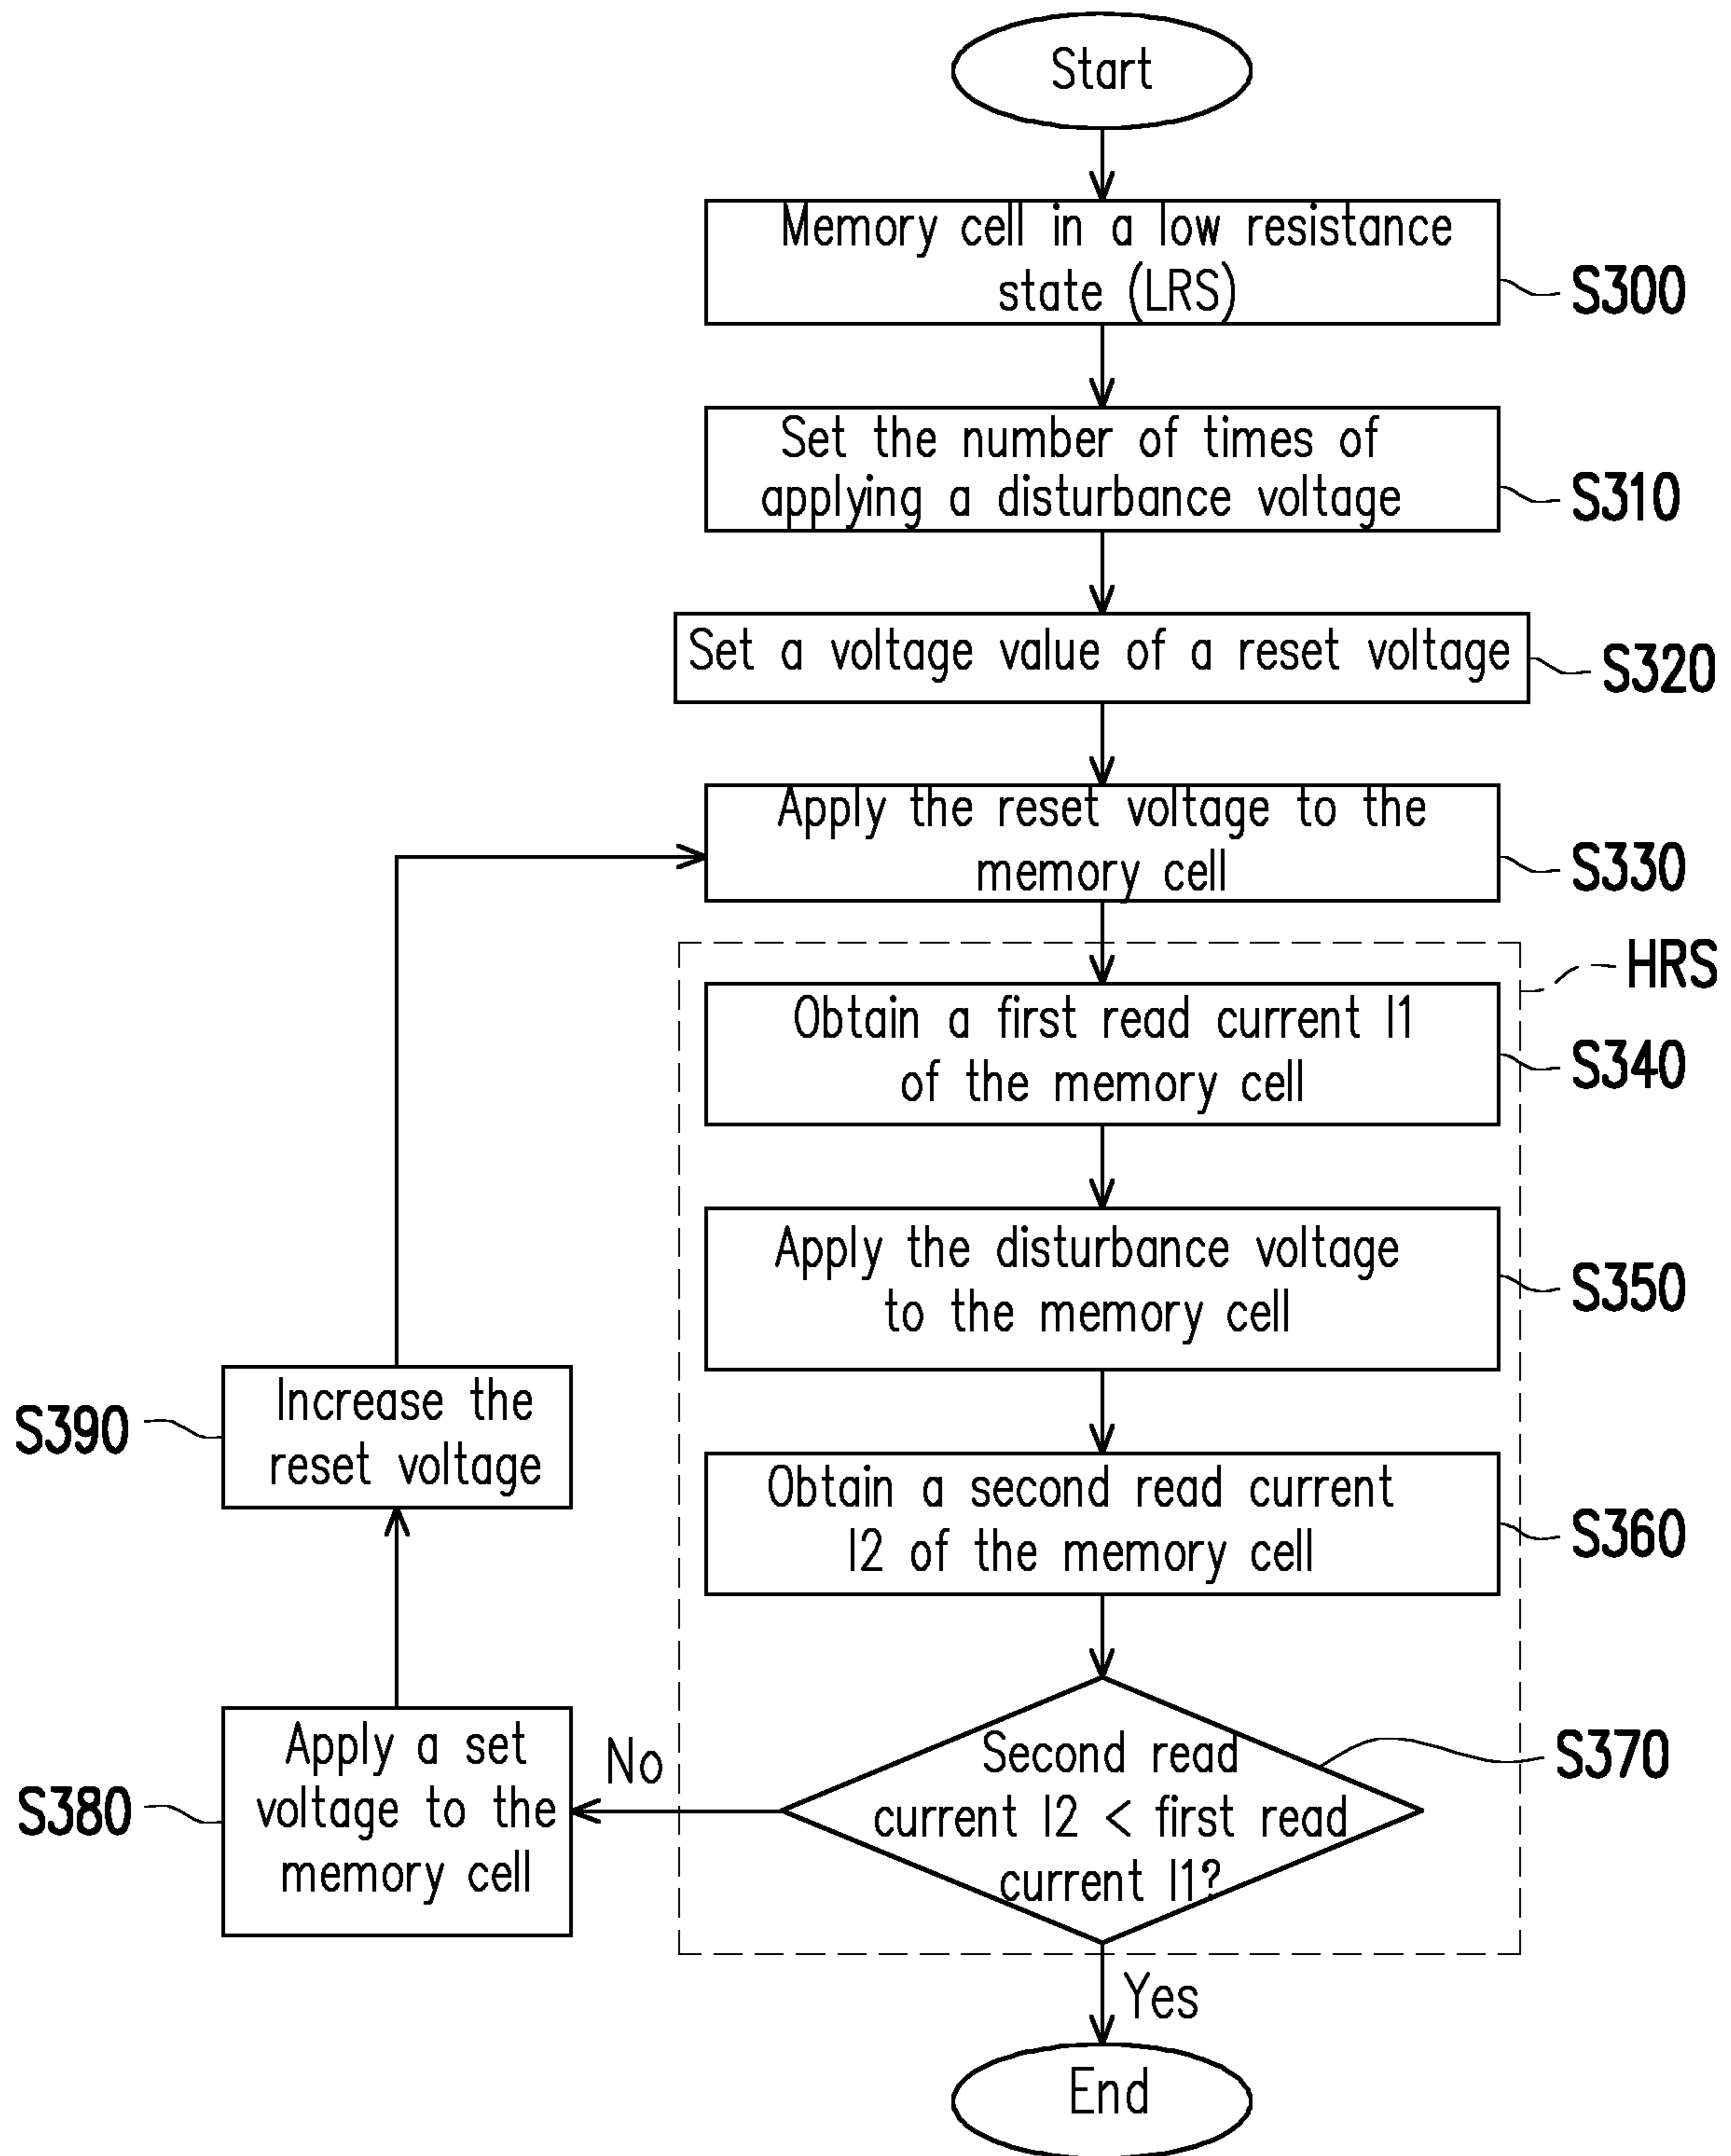 Start
Memory cell in a low resistance
state (LRS)
S300
Set the number of times of
applying a disturbance voltage
S310
Set a voltage value of a reset voltage
S320
Apply the reset voltage to the
memory cell
S330
HRS
Obtain a first read current I1
of the memory cell
S340
Apply the disturbance voltage
to the memory cell
S350
Obtain a second read current
I2 of the memory cell
S360
Second read
current I2 < first read
current I1?
S370
No
Apply a set
voltage to the
memory cell
S380
Increase the
reset voltage
S390
Yes
End